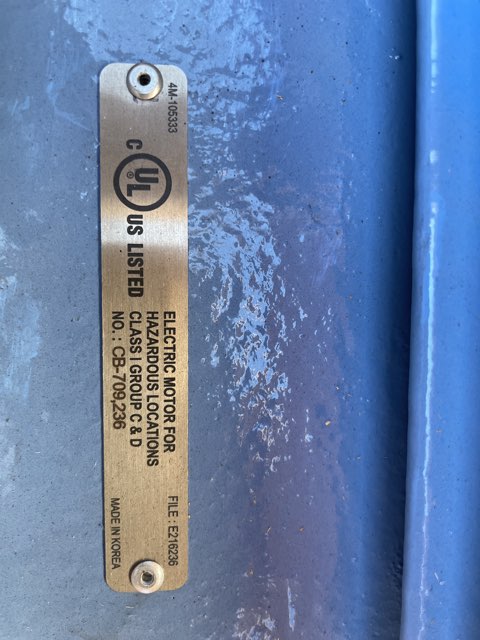 4M-105333
C UL ® US LISTED
ELECTRIC MOTOR FOR
HAZARDOUS LOCATIONS
CLASS I GROUP C & D
NO.: CB-709,236
FILE : E216236
MADE IN KOREA